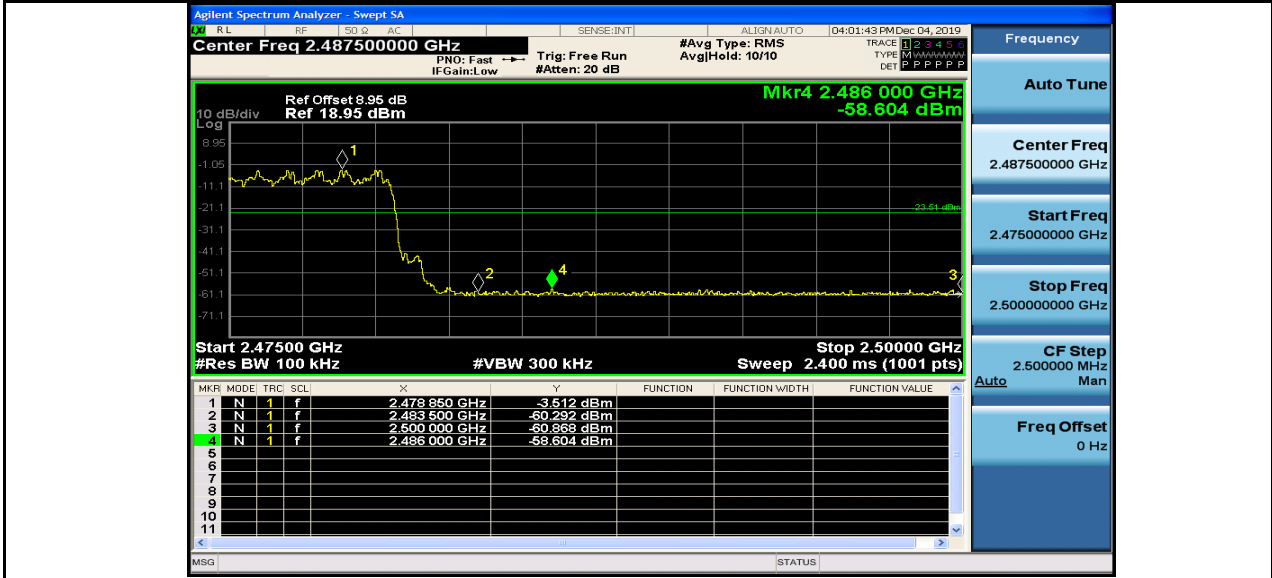 Agilent Spectrum Analyzer - Swept SA
LXI RL RF 50 Ω AC SENSE:INT ALIGN AUTO 04:01:43 PM Dec 04, 2019
Center Freq 2.487500000 GHz
PNO: Fast
IFGain:Low
Trig: Free Run
#Atten: 20 dB
#Avg Type: RMS
Avg|Hold: 10/10
TRACE 1 2 3 4 5 6
TYPE MWWWWW
DET P P P P P P
Mkr4 2.486 000 GHz
-58.604 dBm
Ref Offset 8.95 dB
10 dB/div Ref 18.95 dBm
Log
8.95
-1.05
-11.1
-21.1
-31.1
-41.1
-51.1
-61.1
-71.1
1
2
4
3
-23.51 dBm
Start 2.47500 GHz Stop 2.50000 GHz
#Res BW 100 kHz #VBW 300 kHz Sweep 2.400 ms (1001 pts)
MKR MODE TRC SCL X Y FUNCTION FUNCTION WIDTH FUNCTION VALUE
1 N 1 f 2.478 850 GHz -3.512 dBm
2 N 1 f 2.483 500 GHz -60.292 dBm
3 N 1 f 2.500 000 GHz -60.868 dBm
4 N 1 f 2.486 000 GHz -58.604 dBm
5
6
7
8
9
10
11
MSG STATUS
Frequency
Auto Tune
Center Freq
2.487500000 GHz
Start Freq
2.475000000 GHz
Stop Freq
2.500000000 GHz
CF Step
2.500000 MHz
Auto Man
Freq Offset
0 Hz